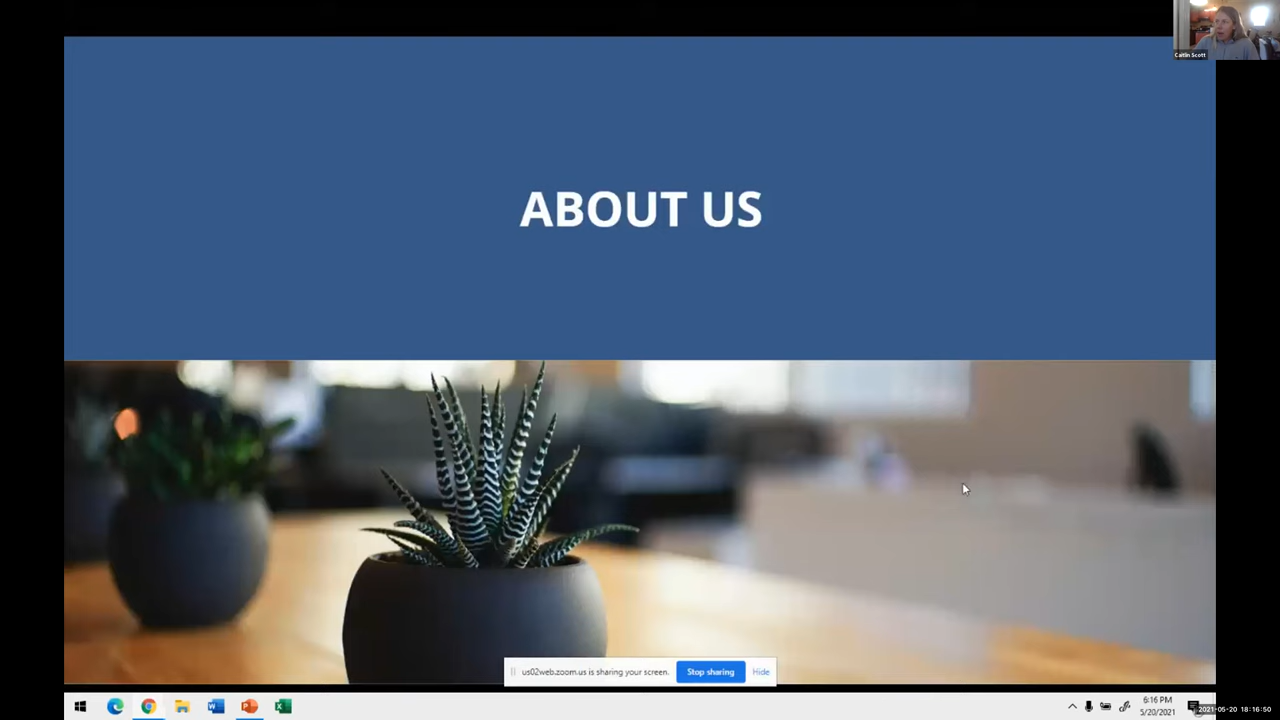 Caitlin Scott
ABOUT US
us02web.zoom.us is sharing your screen.
Stop sharing
Hide
6:16 PM
5/20/2021
2021-05-20 18:16:50